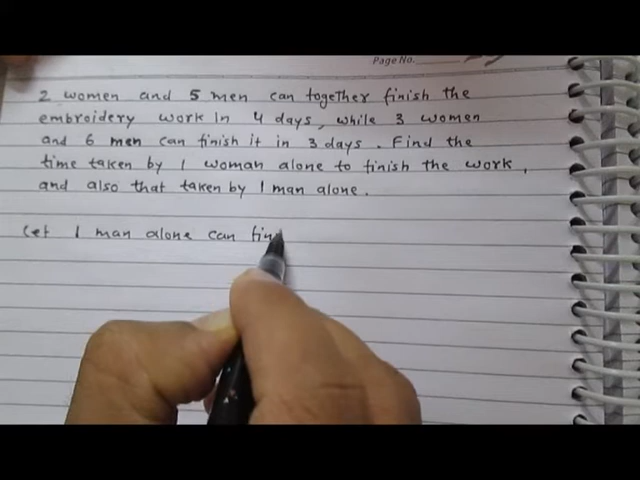 Page No.
2 women and 5 men can together finish the
embroidery work in 4 days, while 3 women
and 6 men can finish it in 3 days. Find the
time taken by 1 woman alone to finish the work,
and also that taken by 1 man alone.
Let 1 man alone can fin